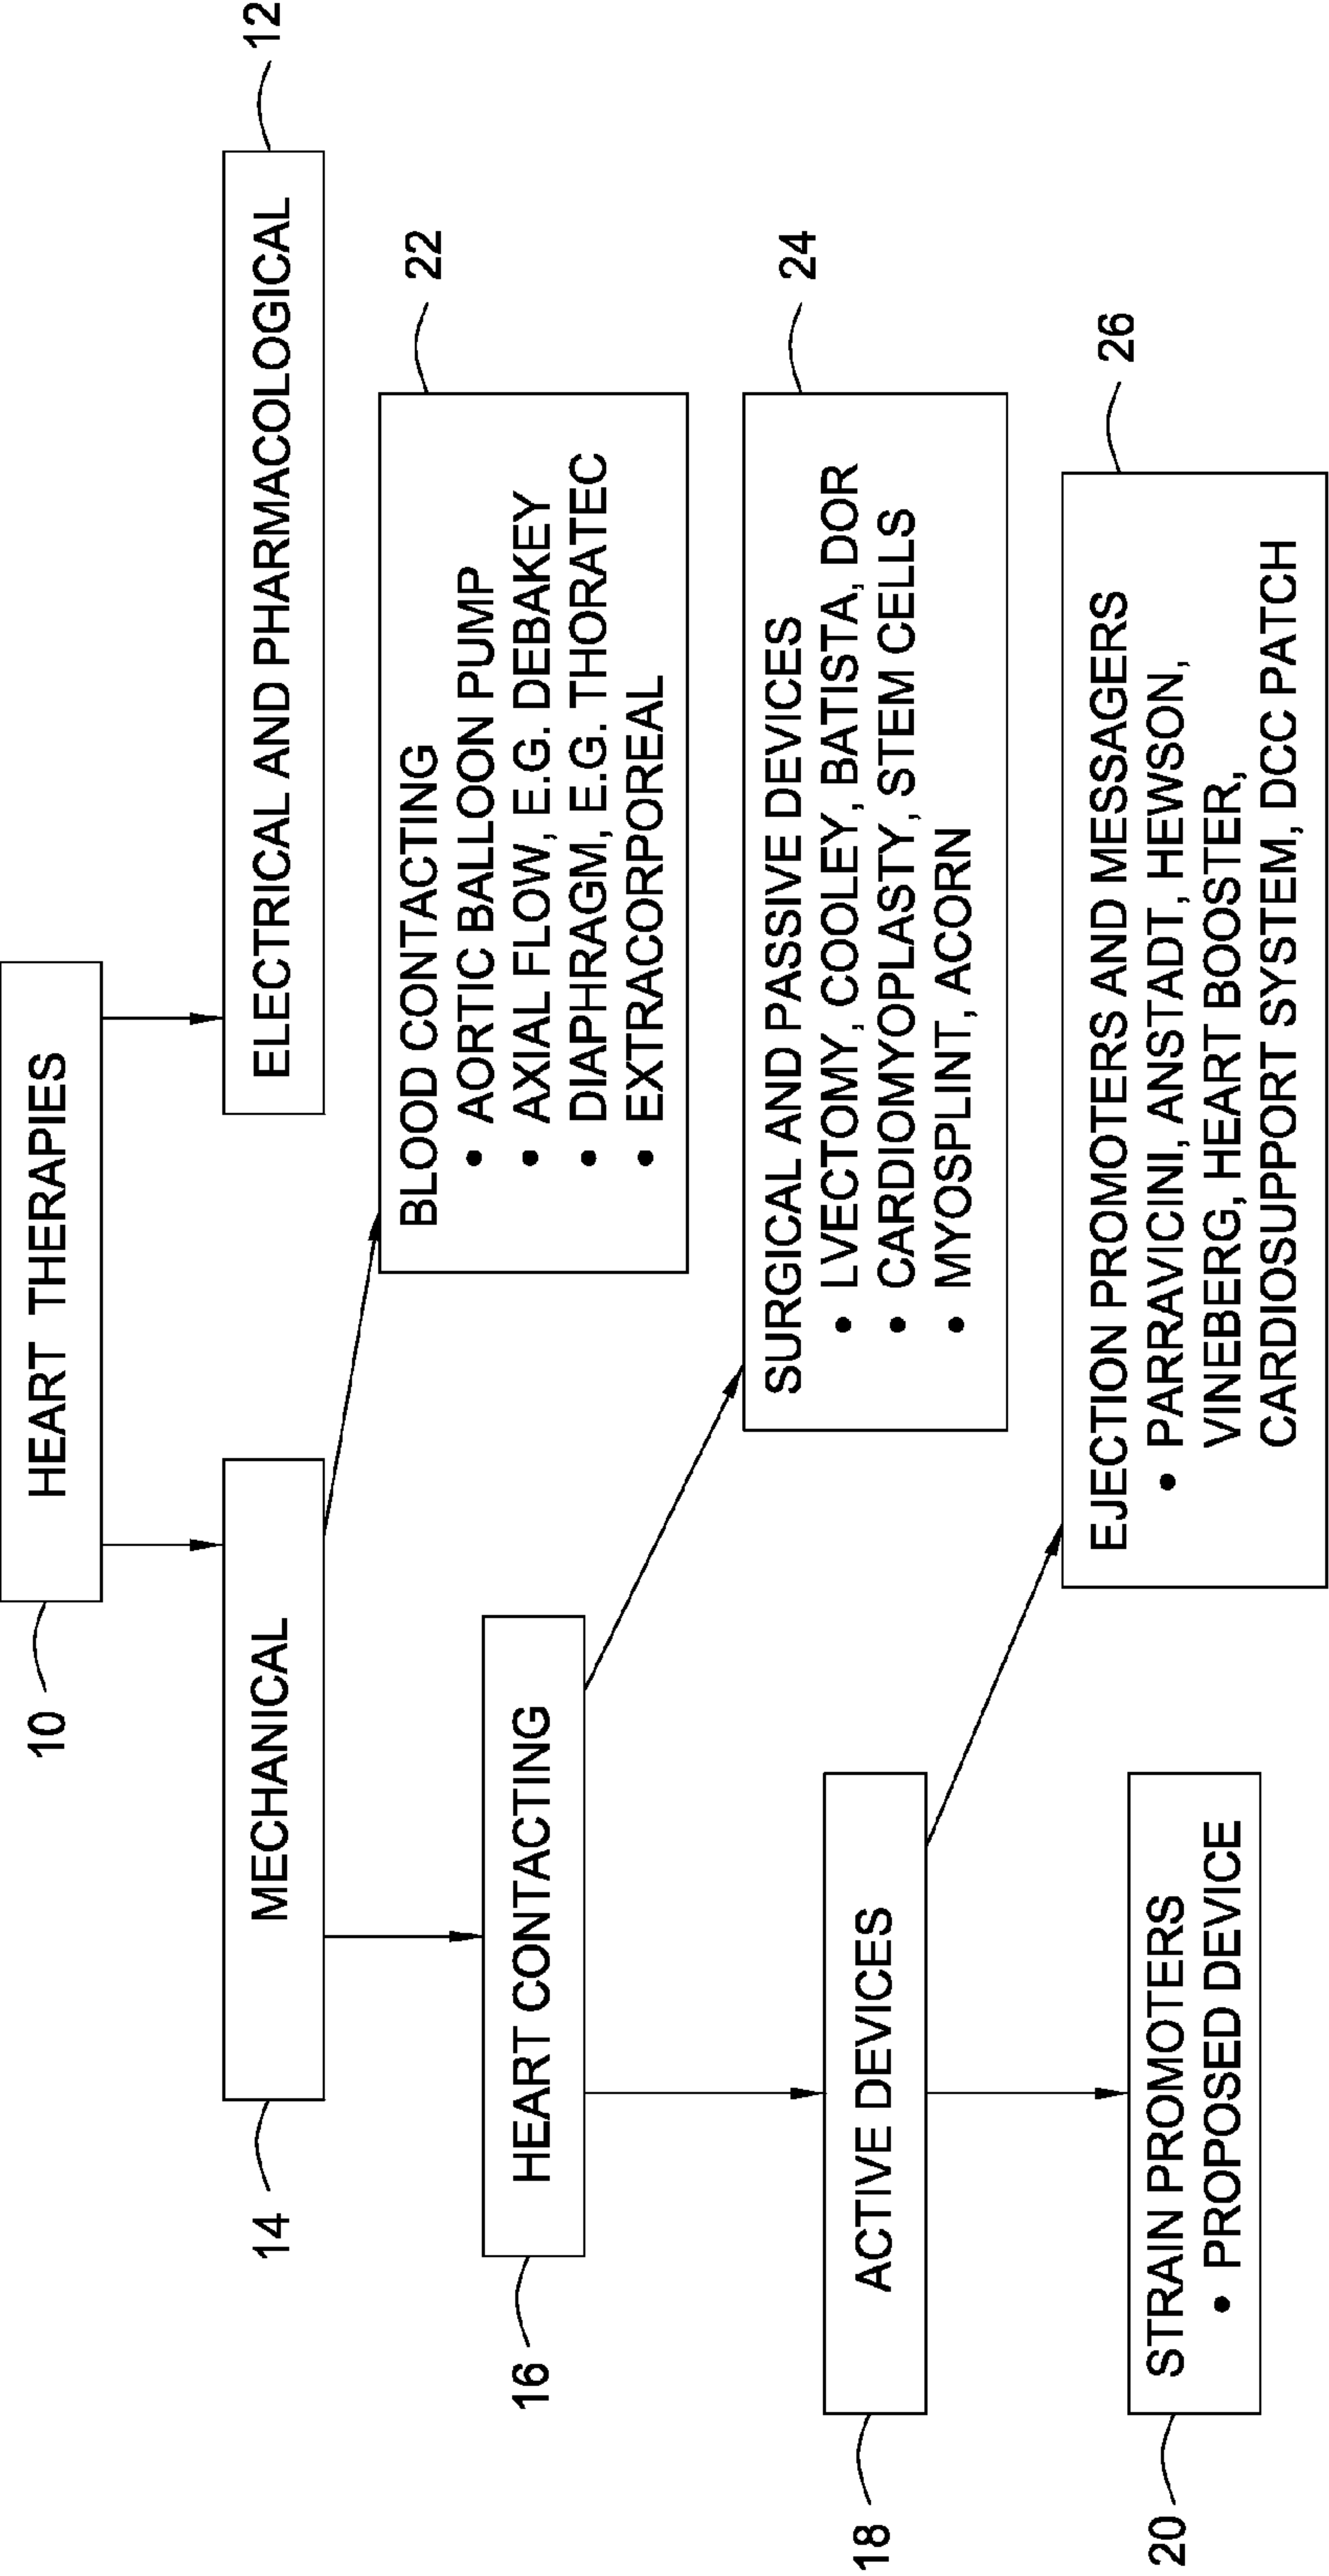 HEART THERAPIES
10
MECHANICAL
14
ELECTRICAL AND PHARMACOLOGICAL
12
BLOOD CONTACTING
• AORTIC BALLOON PUMP
• AXIAL FLOW, E.G. DEBAKEY
• DIAPHRAGM, E.G. THORATEC
• EXTRACORPOREAL
22
HEART CONTACTING
16
SURGICAL AND PASSIVE DEVICES
• LVECTOMY, COOLEY, BATISTA, DOR
• CARDIOMYOPLASTY, STEM CELLS
• MYOSPLINT, ACORN
24
ACTIVE DEVICES
18
EJECTION PROMOTERS AND MESSAGERS
• PARRAVICINI, ANSTADT, HEWSON,
VINEBERG, HEART BOOSTER,
CARDIOSUPPORT SYSTEM, DCC PATCH
26
STRAIN PROMOTERS
• PROPOSED DEVICE
20